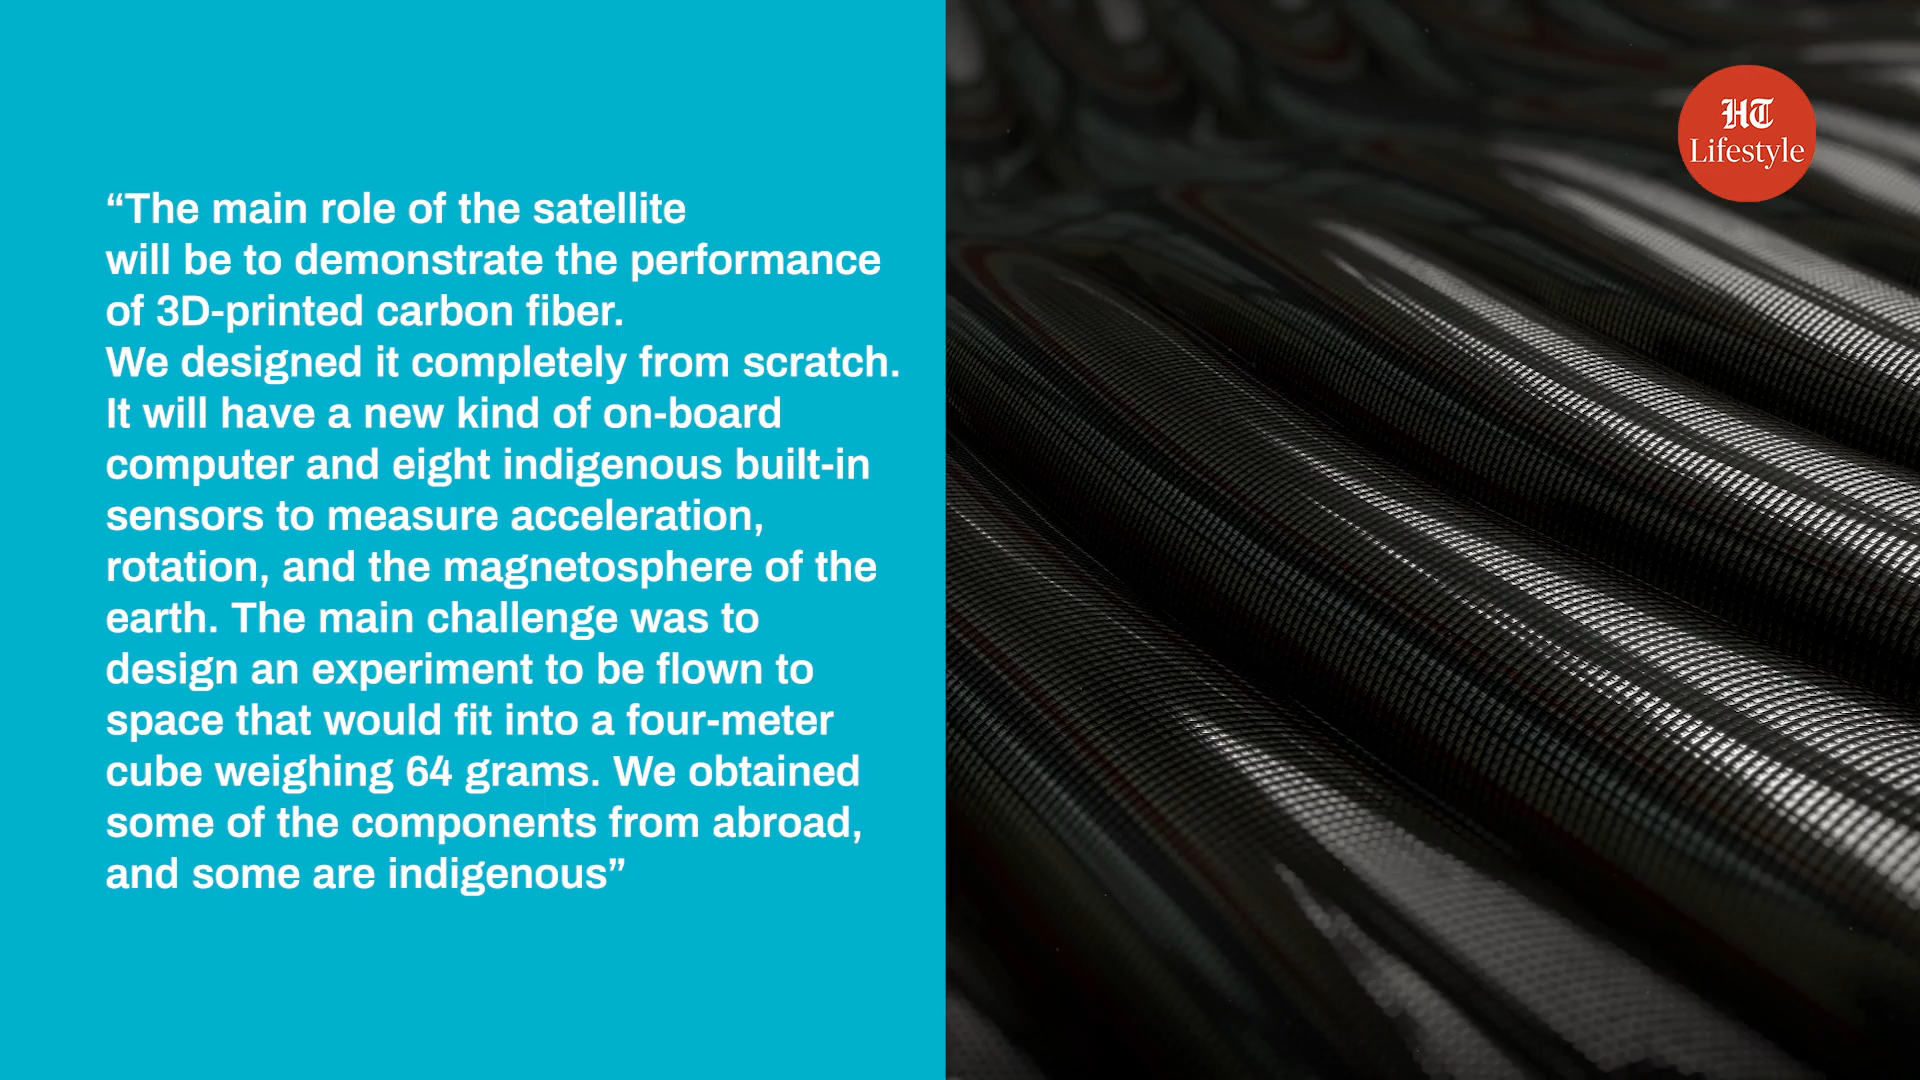 “The main role of the satellite
will be to demonstrate the performance
of 3D-printed carbon fiber.
We designed it completely from scratch.
It will have a new kind of on-board
computer and eight indigenous built-in
sensors to measure acceleration,
rotation, and the magnetosphere of the
earth. The main challenge was to
design an experiment to be flown to
space that would fit into a four-meter
cube weighing 64 grams. We obtained
some of the components from abroad,
and some are indigenous”
HT
Lifestyle